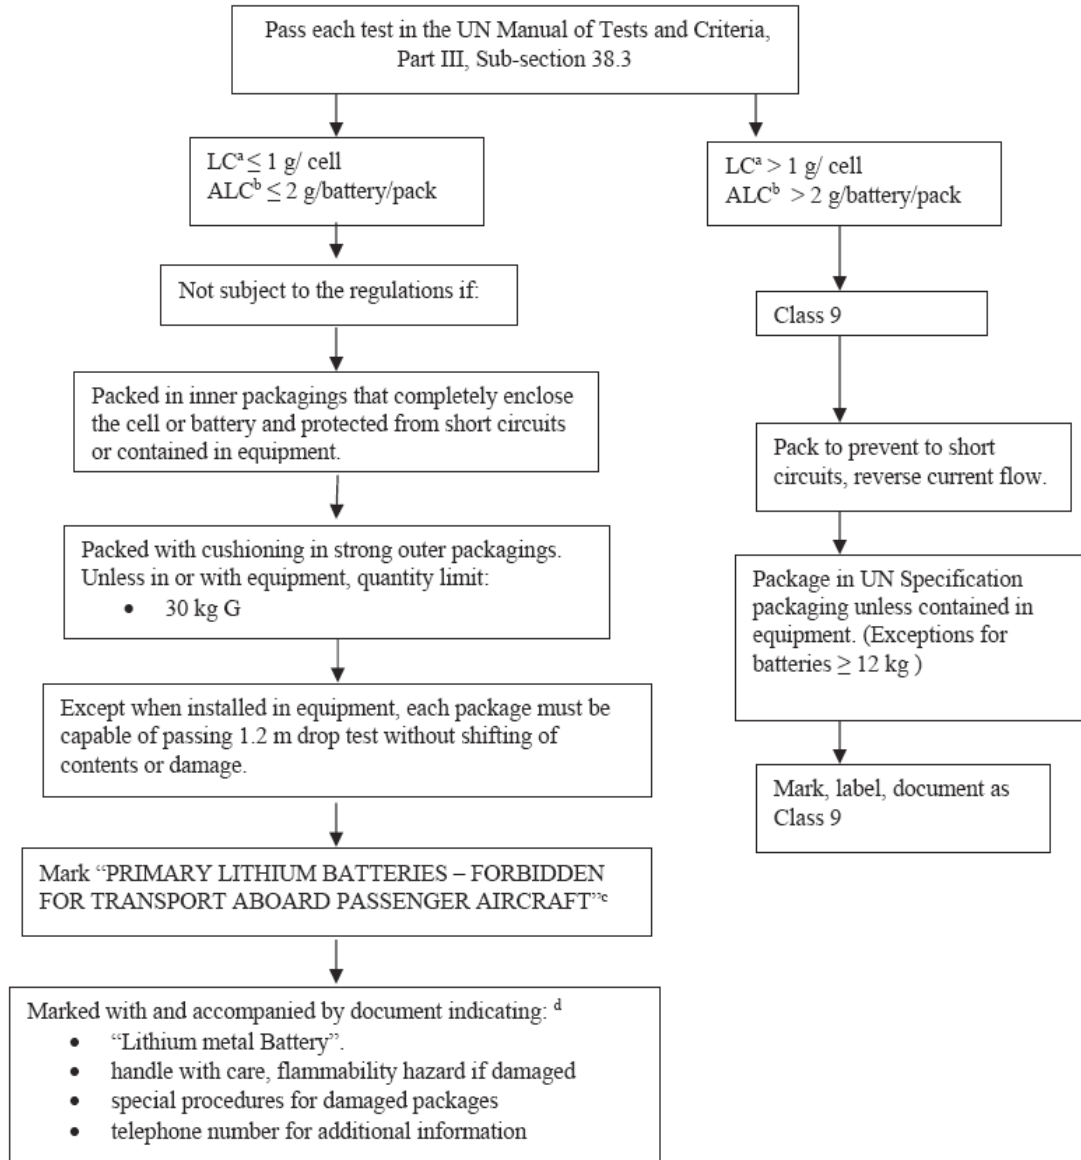 Pass each test in the UN Manual of Tests and Criteria,
Part III, Sub-section 38.3
LCᵃ ≤ 1 g/ cell
ALCᵇ ≤ 2 g/battery/pack
Not subject to the regulations if:
Packed in inner packagings that completely enclose
the cell or battery and protected from short circuits
or contained in equipment.
Packed with cushioning in strong outer packagings.
Unless in or with equipment, quantity limit:
• 30 kg G
Except when installed in equipment, each package must be
capable of passing 1.2 m drop test without shifting of
contents or damage.
Mark “PRIMARY LITHIUM BATTERIES – FORBIDDEN
FOR TRANSPORT ABOARD PASSENGER AIRCRAFT”ᶜ
Marked with and accompanied by document indicating: ᵈ
• “Lithium metal Battery”.
• handle with care, flammability hazard if damaged
• special procedures for damaged packages
• telephone number for additional information
LCᵃ > 1 g/ cell
ALCᵇ > 2 g/battery/pack
Class 9
Pack to prevent to short
circuits, reverse current flow.
Package in UN Specification
packaging unless contained in
equipment. (Exceptions for
batteries ≥ 12 kg )
Mark, label, document as
Class 9